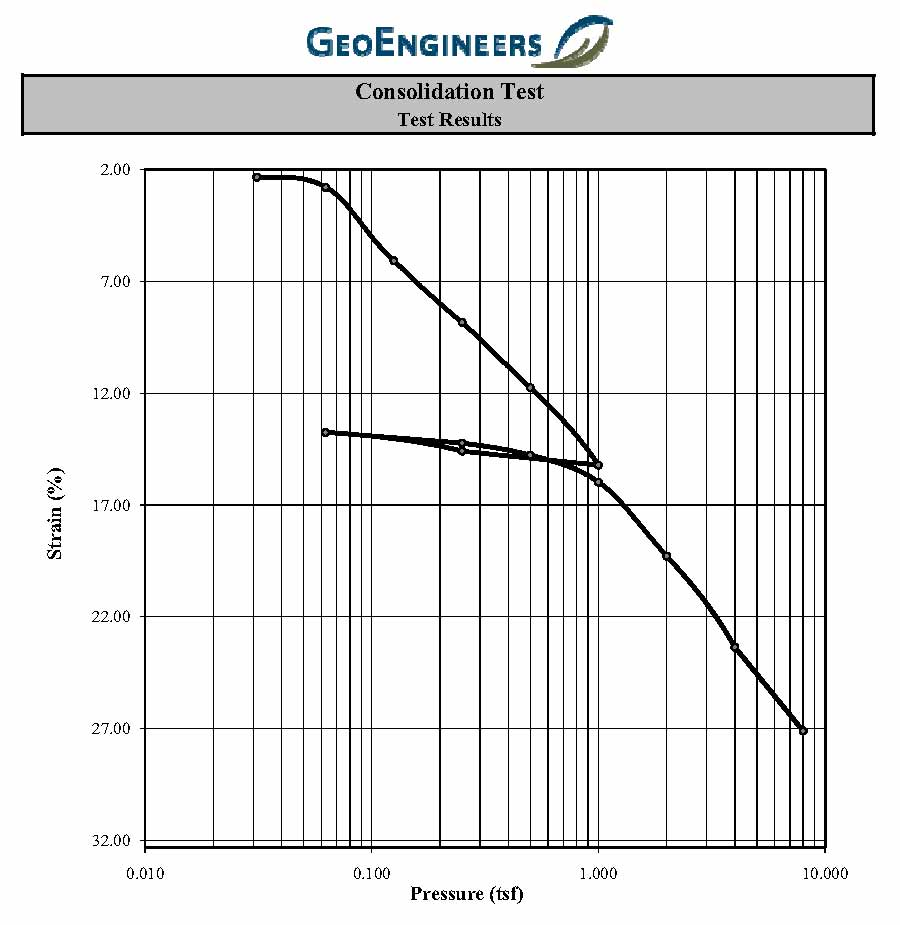 GEOENGINEERS
Consolidation Test
Test Results
2.00
7.00
12.00
17.00
22.00
27.00
32.00
Strain (%)
0.010 0.100 1.000 10.000
Pressure (tsf)